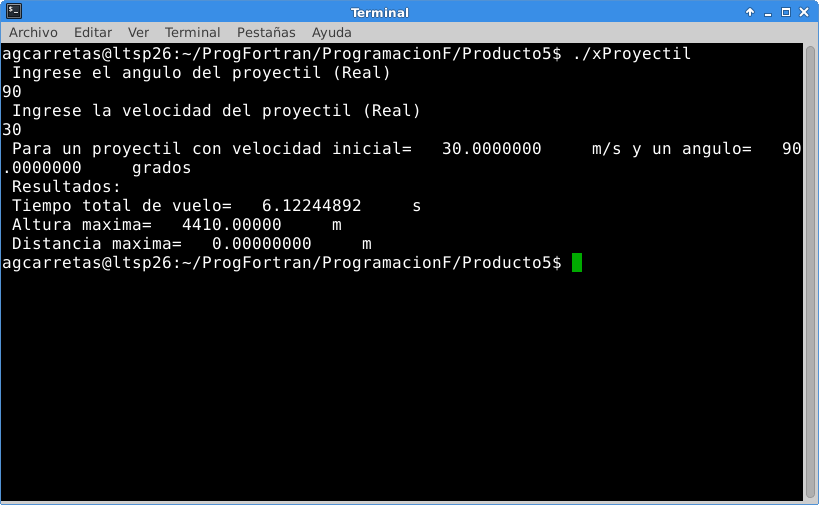 Terminal
Archivo Editar Ver Terminal Pestañas Ayuda
agcarretas@ltsp26:~/ProgFortran/ProgramacionF/Producto5$ ./xProyectil
Ingrese el angulo del proyectil (Real)
90
Ingrese la velocidad del proyectil (Real)
30
Para un proyectil con velocidad inicial=   30.0000000     m/s y un angulo=   90
.0000000     grados
Resultados:
Tiempo total de vuelo=   6.12244892     s
Altura maxima=   4410.00000     m
Distancia maxima=   0.00000000     m
agcarretas@ltsp26:~/ProgFortran/ProgramacionF/Producto5$